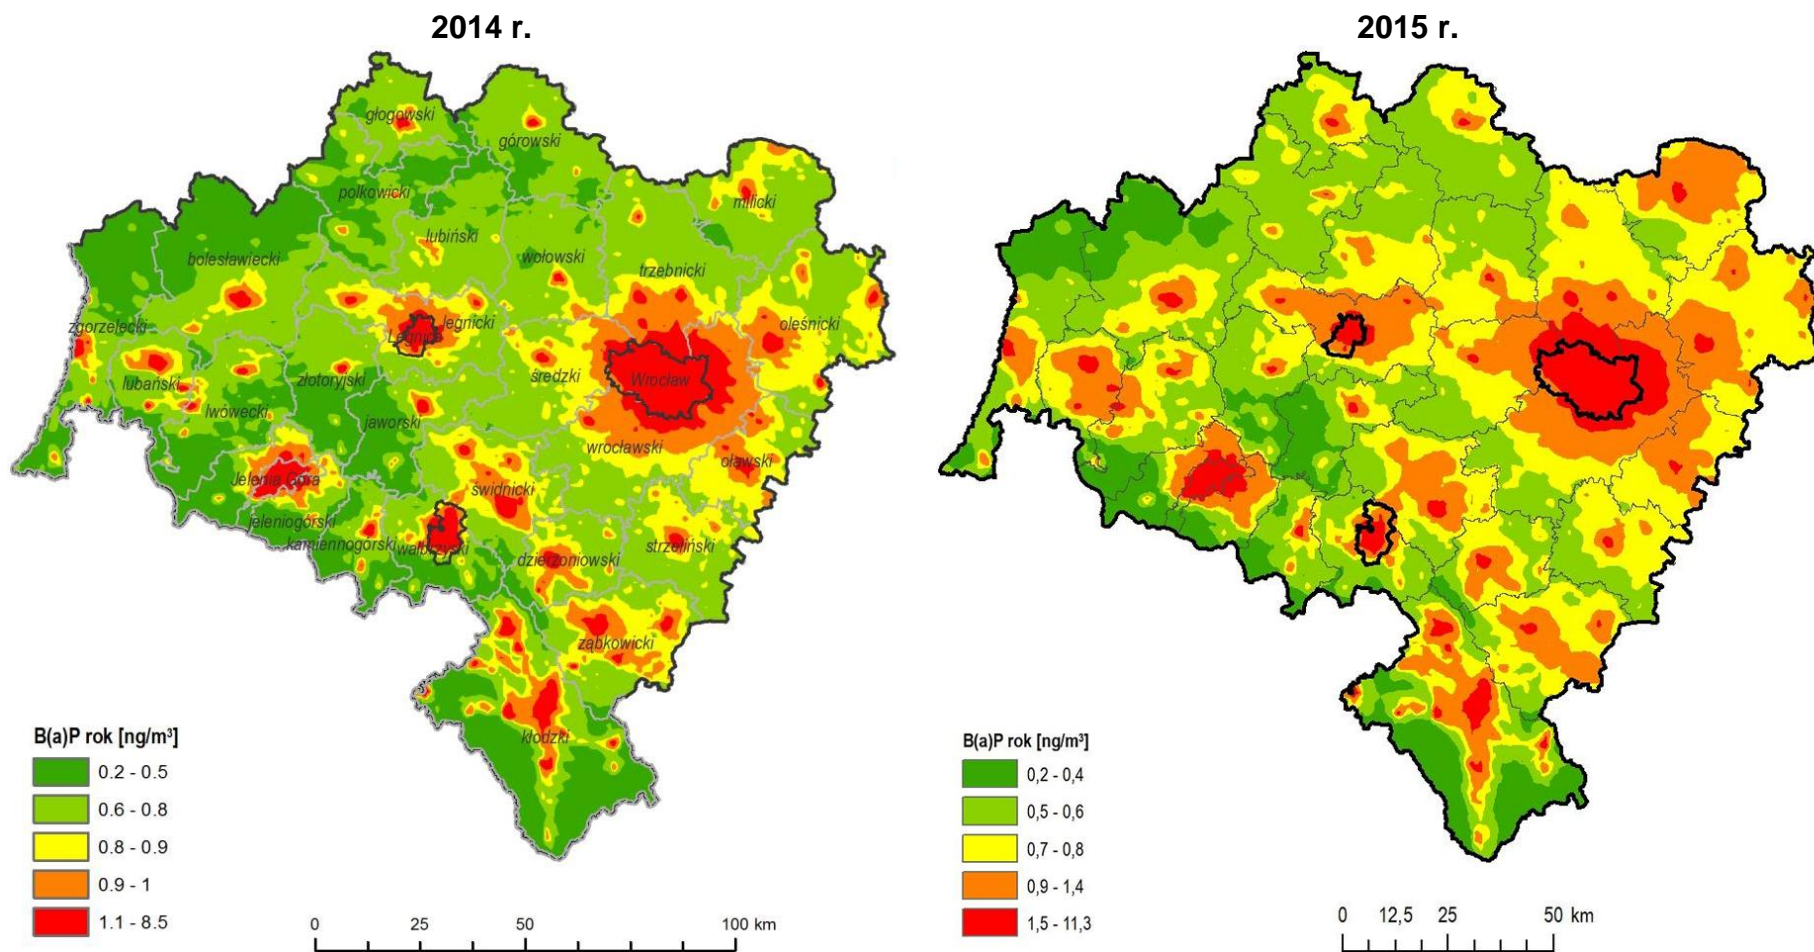 2014 r.
2015 r.
głogowski
górowski
polkowicki
milicki
lubiński
bolesławiecki
wołowski
trzebnicki
zgorzelecki
legnicki
Legnica
oleśnicki
lubański
złotoryjski
średzki
Wrocław
lwówecki
jaworski
wrocławski
oławski
Jelenia Góra
świdnicki
jeleniogórski
kamiennogórski
wałbrzyski
dzierżoniowski
strzeliński
ząbkowicki
kłodzki
B(a)P rok [ng/m³]
0.2 - 0.5
0.6 - 0.8
0.8 - 0.9
0.9 - 1
1.1 - 8.5
0 25 50 100 km
B(a)P rok [ng/m³]
0,2 - 0,4
0,5 - 0,6
0,7 - 0,8
0,9 - 1,4
1,5 - 11,3
0 12,5 25 50 km